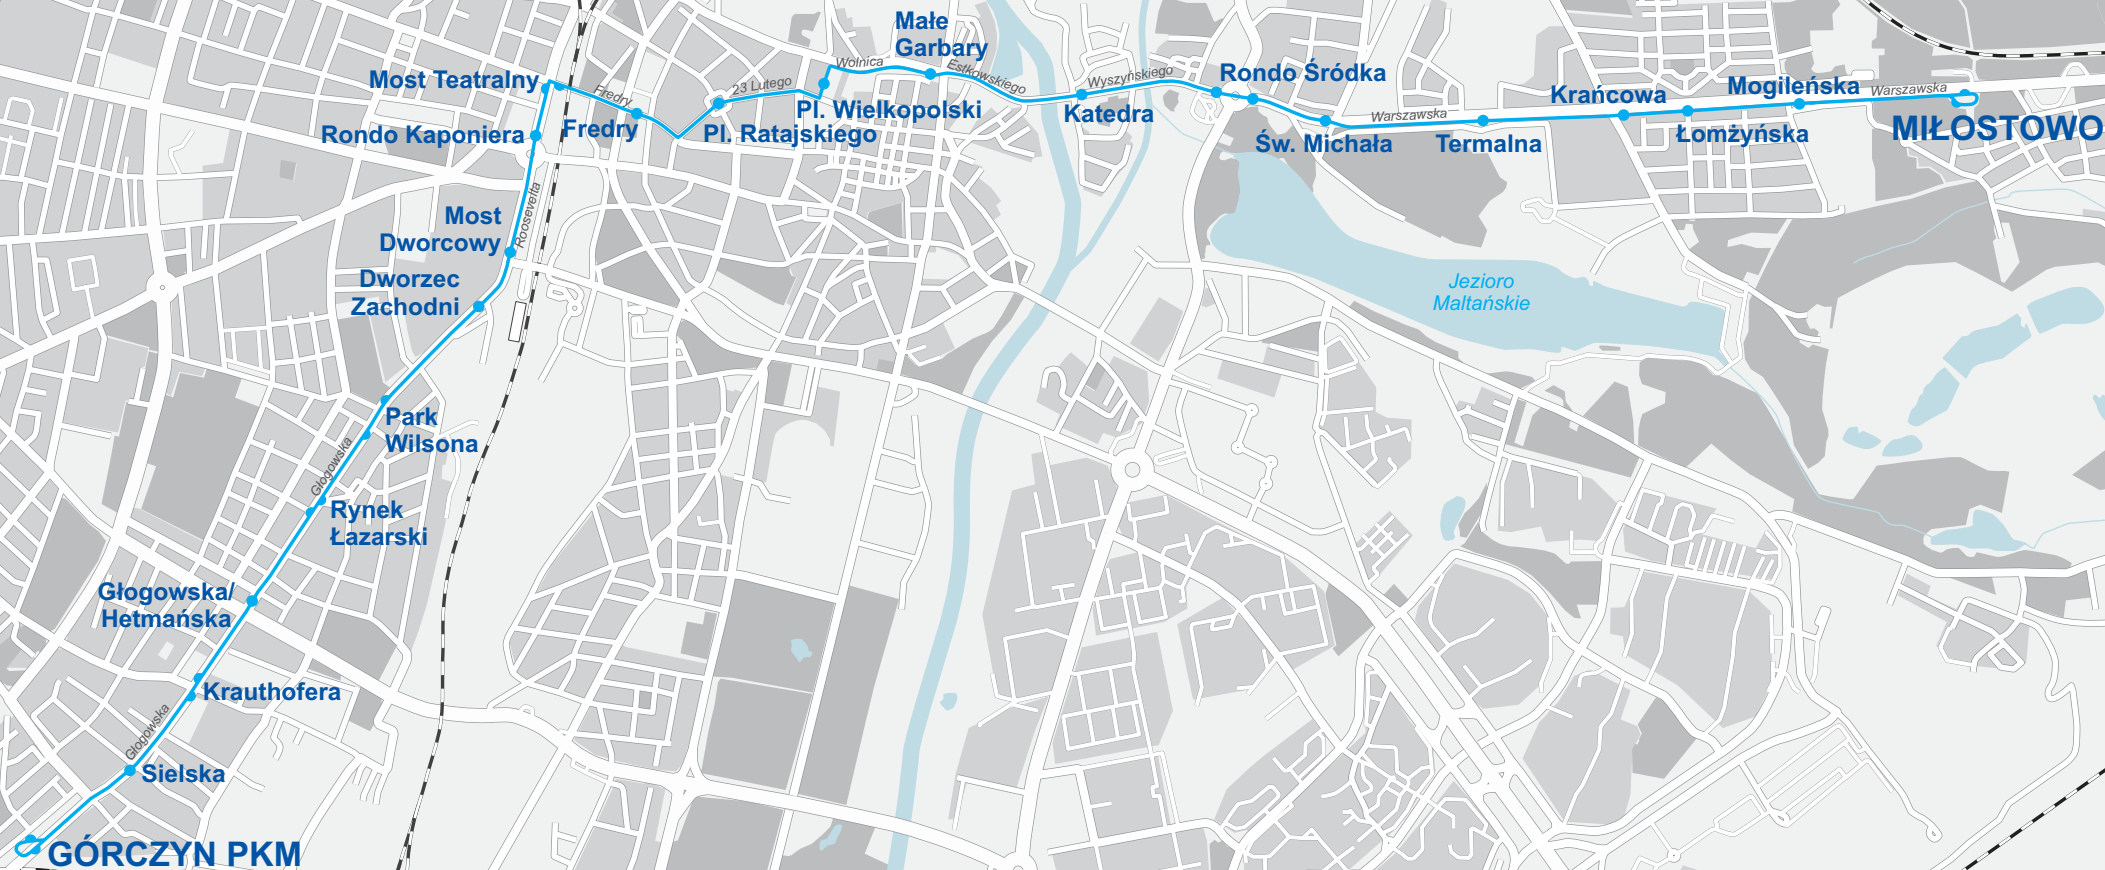 Małe
Garbary
Most Teatralny
Rondo Kaponiera
Fredry
Fredry
23 Lutego
Pl. Ratajskiego
Pl. Wielkopolski
Wolnica
Estkowskiego
Katedra
Wyszyńskiego
Rondo Śródka
Św. Michała
Warszawska
Termalna
Krańcowa
Łomżyńska
Mogileńska
Warszawska
MIŁOSTOWO
Roosevelta
Most
Dworcowy
Dworzec
Zachodni
Jezioro
Maltańskie
Park
Wilsona
Głogowska
Rynek
Łazarski
Głogowska/
Hetmańska
Krauthofera
Głogowska
Sielska
GÓRCZYN PKM